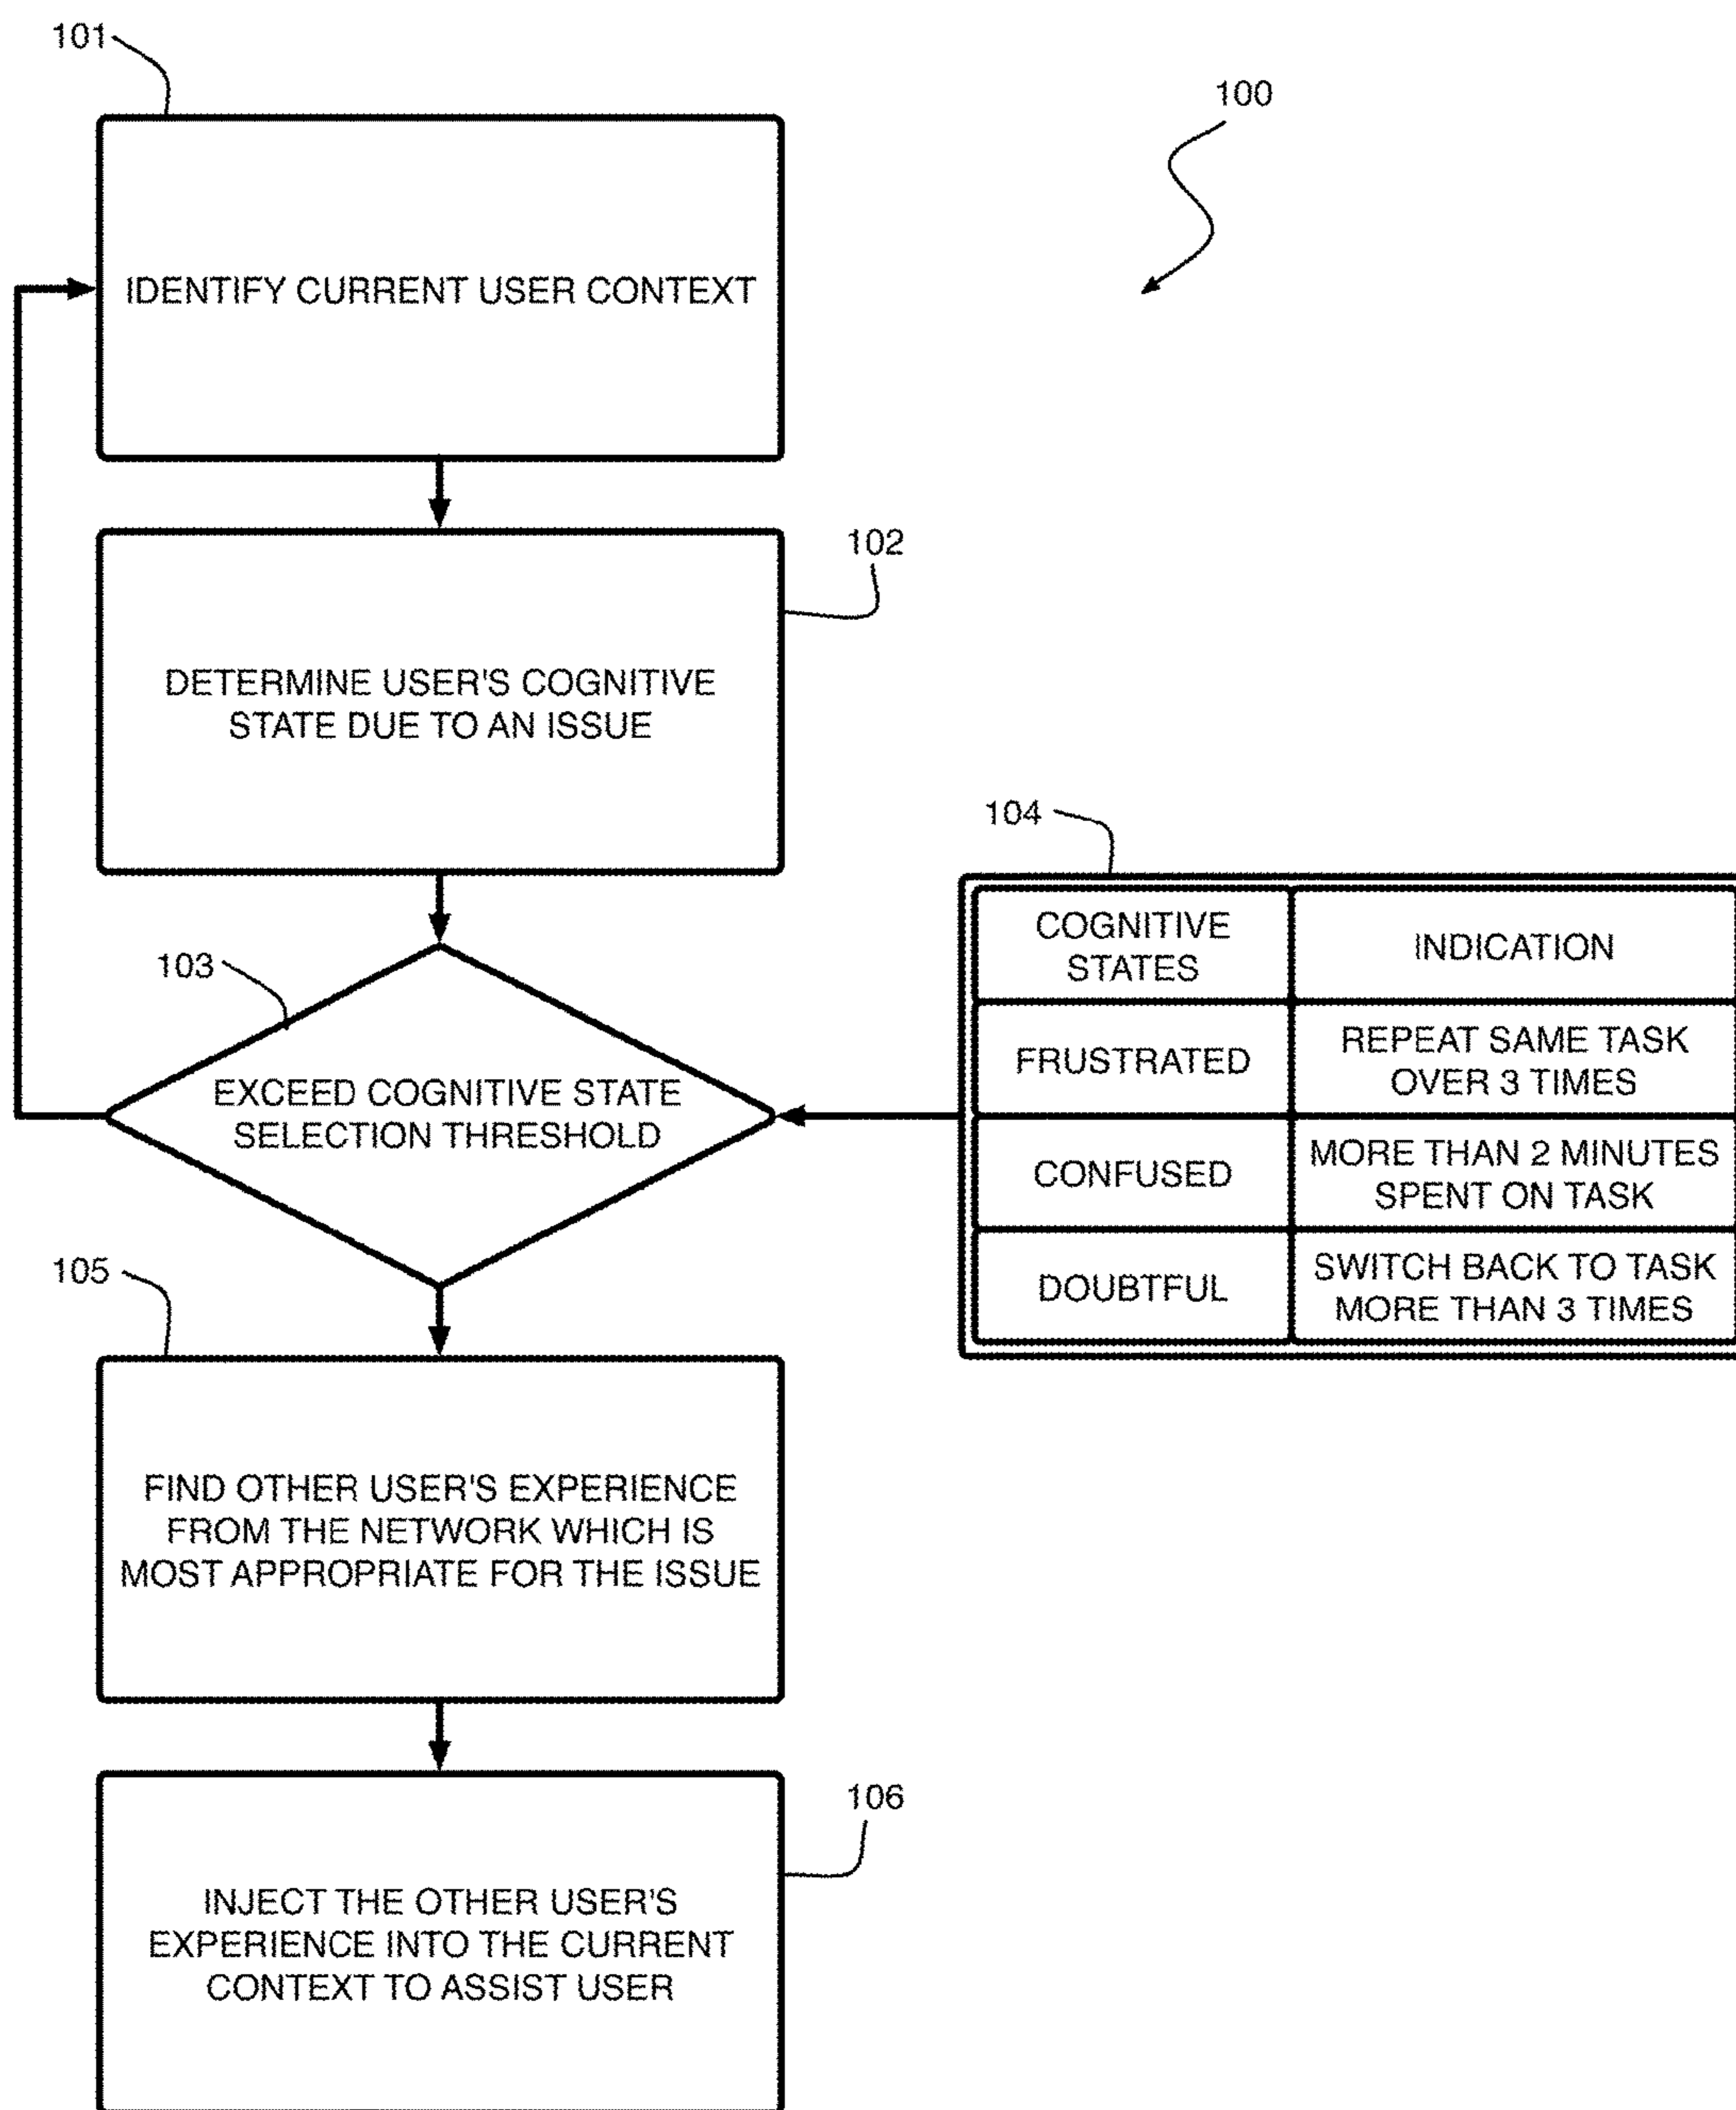 101
100
IDENTIFY CURRENT USER CONTEXT
102
DETERMINE USER'S COGNITIVE
STATE DUE TO AN ISSUE
104
COGNITIVE
STATES
INDICATION
FRUSTRATED
REPEAT SAME TASK
OVER 3 TIMES
CONFUSED
MORE THAN 2 MINUTES
SPENT ON TASK
DOUBTFUL
SWITCH BACK TO TASK
MORE THAN 3 TIMES
103
EXCEED COGNITIVE STATE
SELECTION THRESHOLD
105
FIND OTHER USER'S EXPERIENCE
FROM THE NETWORK WHICH IS
MOST APPROPRIATE FOR THE ISSUE
106
INJECT THE OTHER USER'S
EXPERIENCE INTO THE CURRENT
CONTEXT TO ASSIST USER